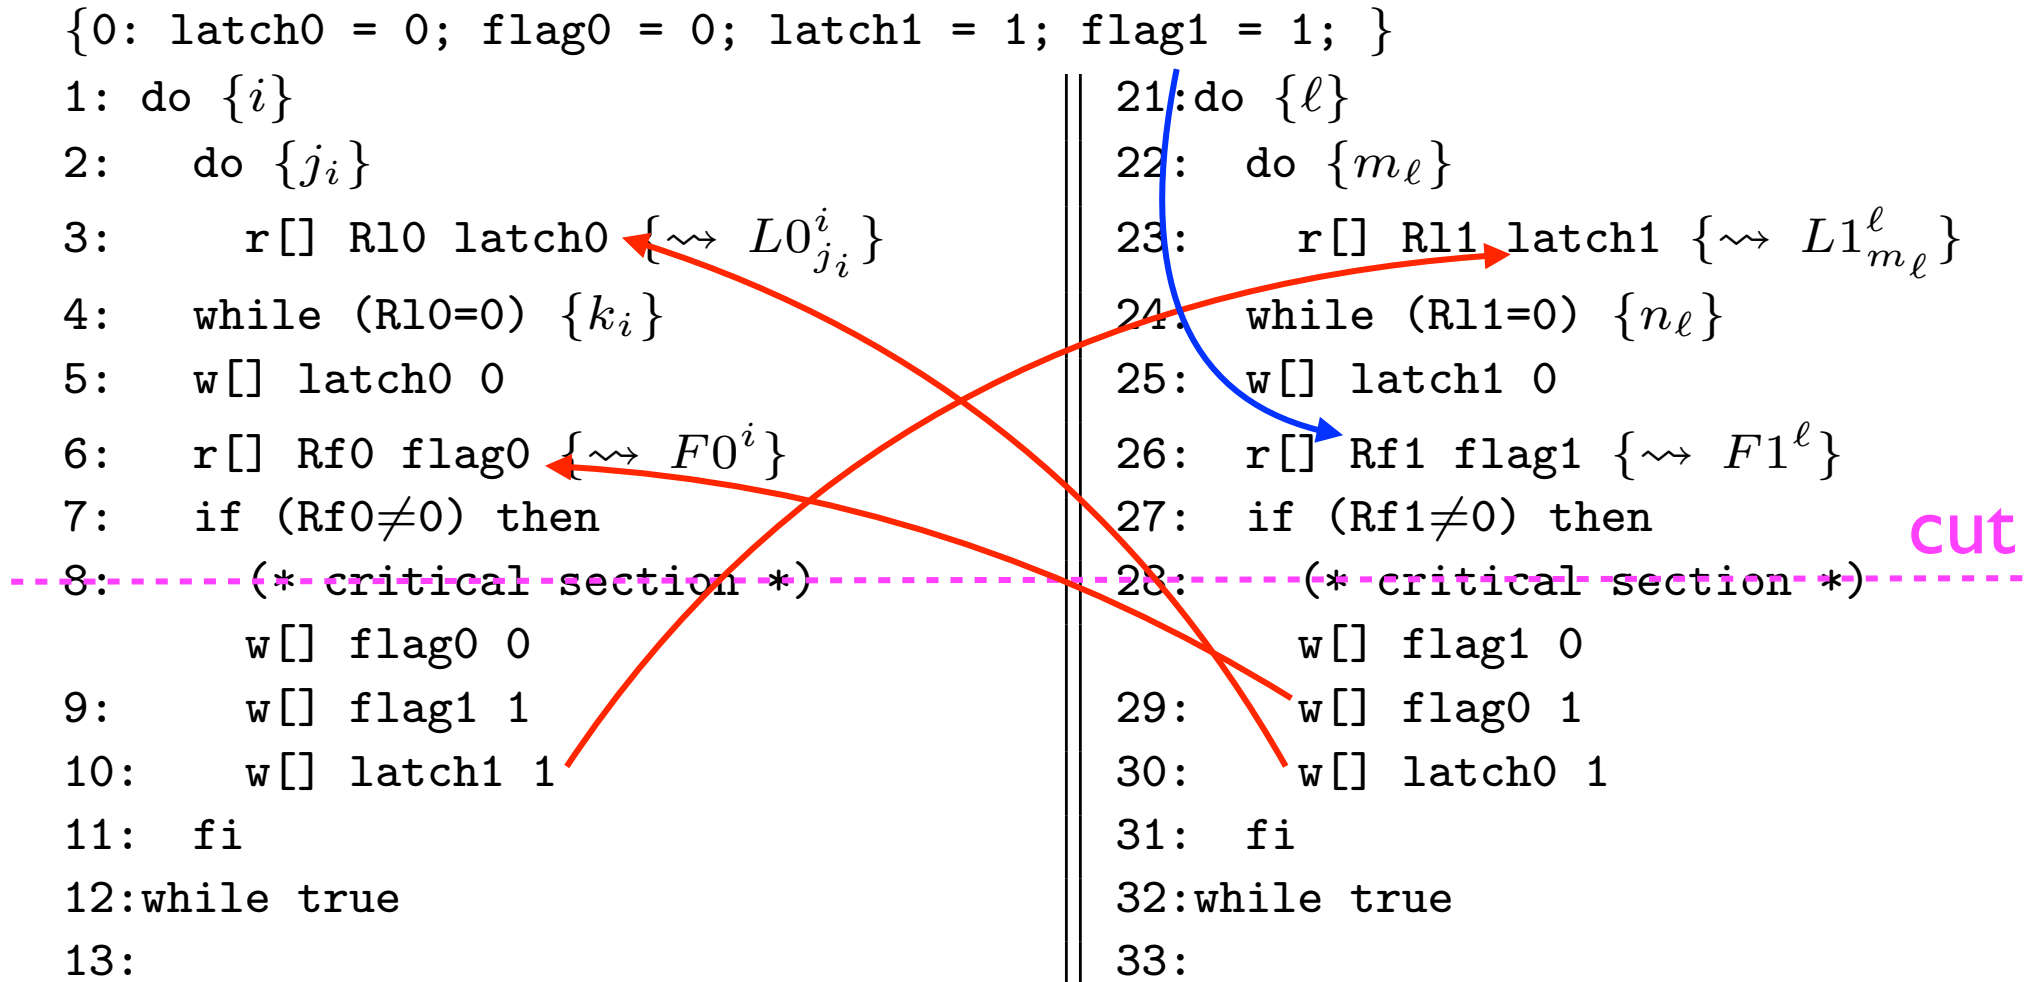 {0: latch0 = 0; flag0 = 0; latch1 = 1; flag1 = 1; }
1: do {i}
2: do {j_i}
3: r[] Rl0 latch0 {⇝ L0^i_{j_i}}
4: while (Rl0=0) {k_i}
5: w[] latch0 0
6: r[] Rf0 flag0 {⇝ F0^i}
7: if (Rf0≠0) then
8: (* critical section *)
w[] flag0 0
9: w[] flag1 1
10: w[] latch1 1
11: fi
12:while true
13:
21:do {ℓ}
22: do {m_ℓ}
23: r[] Rl1 latch1 {⇝ L1^ℓ_{m_ℓ}}
24: while (Rl1=0) {n_ℓ}
25: w[] latch1 0
26: r[] Rf1 flag1 {⇝ F1^ℓ}
27: if (Rf1≠0) then
28: (* critical section *)
w[] flag1 0
29: w[] flag0 1
30: w[] latch0 1
31: fi
32:while true
33:
cut